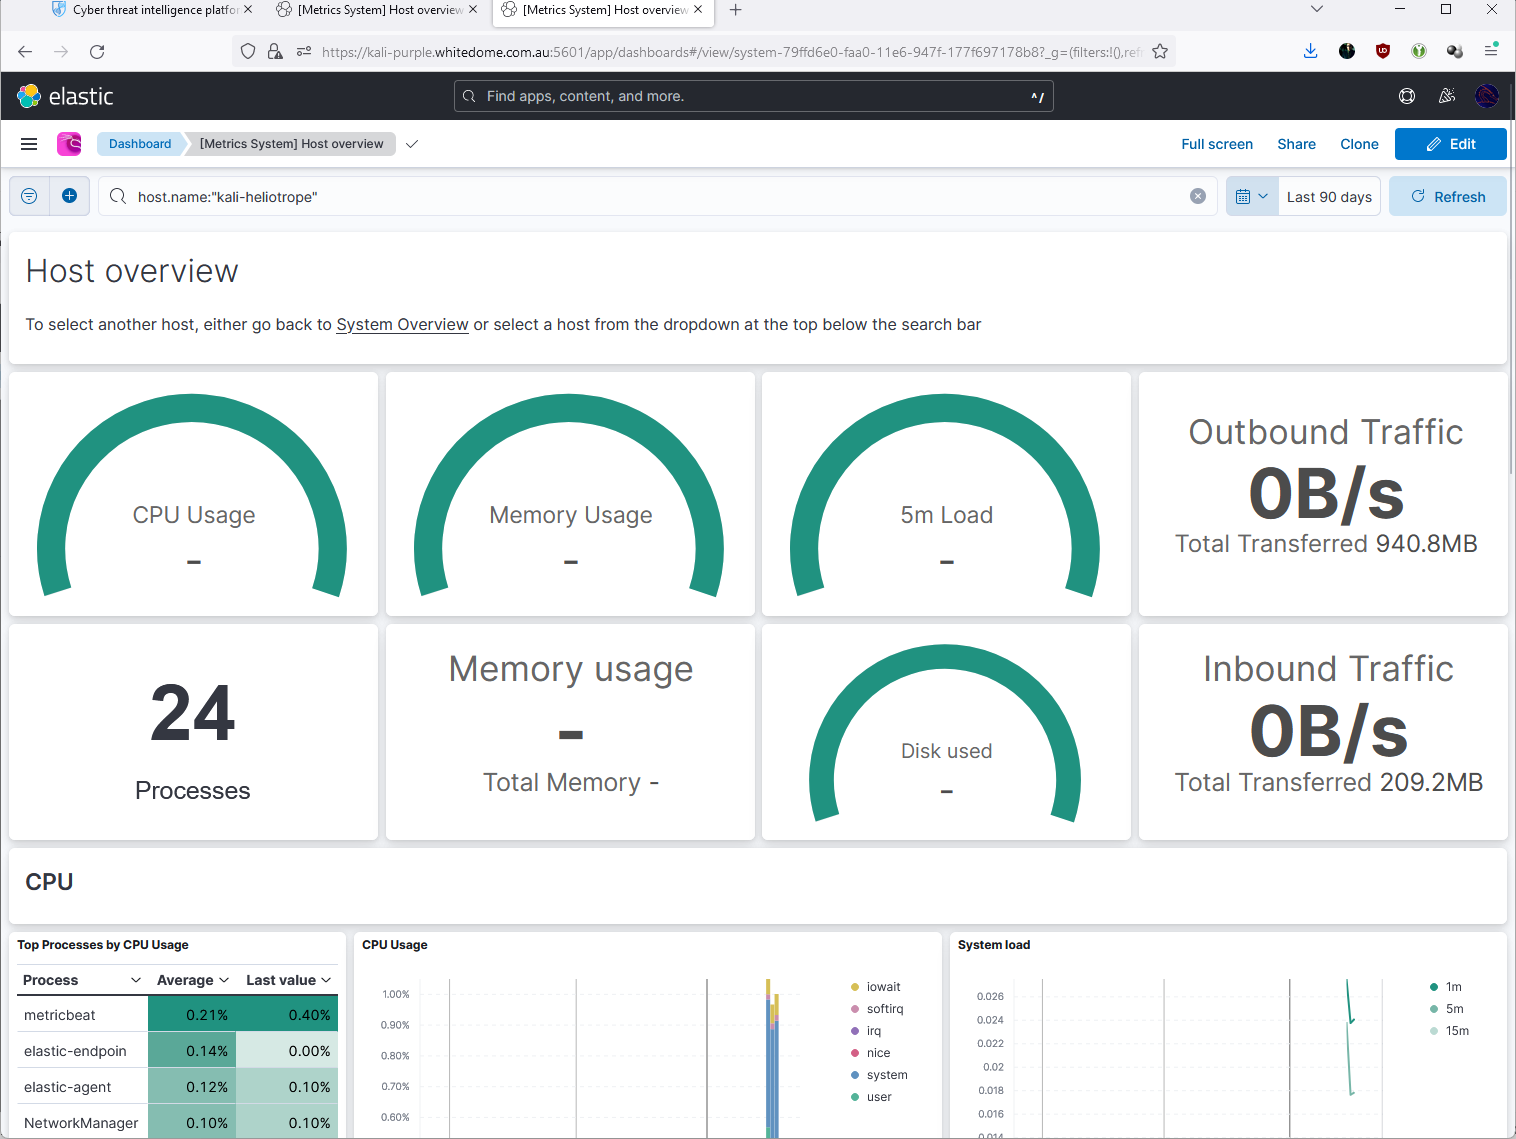 Cyber threat intelligence platfor
[Metrics System] Host overview
[Metrics System] Host overview
https://kali-purple.whitedome.com.au:5601/app/dashboards#/view/system-79ffd6e0-faa0-11e6-947f-177f697178b8?_g=(filters:!(),refr
elastic
Find apps, content, and more.
^/
Dashboard
[Metrics System] Host overview
Full screen
Share
Clone
Edit
host.name:"kali-heliotrope"
Last 90 days
Refresh
Host overview
To select another host, either go back to System Overview or select a host from the dropdown at the top below the search bar
CPU Usage
-
Memory Usage
-
5m Load
-
Outbound Traffic
0B/s
Total Transferred 940.8MB
24
Processes
Memory usage
-
Total Memory -
Disk used
-
Inbound Traffic
0B/s
Total Transferred 209.2MB
CPU
Top Processes by CPU Usage
Process Average Last value
metricbeat 0.21% 0.40%
elastic-endpoin 0.14% 0.00%
elastic-agent 0.12% 0.10%
NetworkManager 0.10% 0.10%
CPU Usage
1.00%
0.90%
0.80%
0.70%
0.60%
iowait
softirq
irq
nice
system
user
System load
0.026
0.024
0.022
0.02
0.018
0.016
0.014
1m
5m
15m